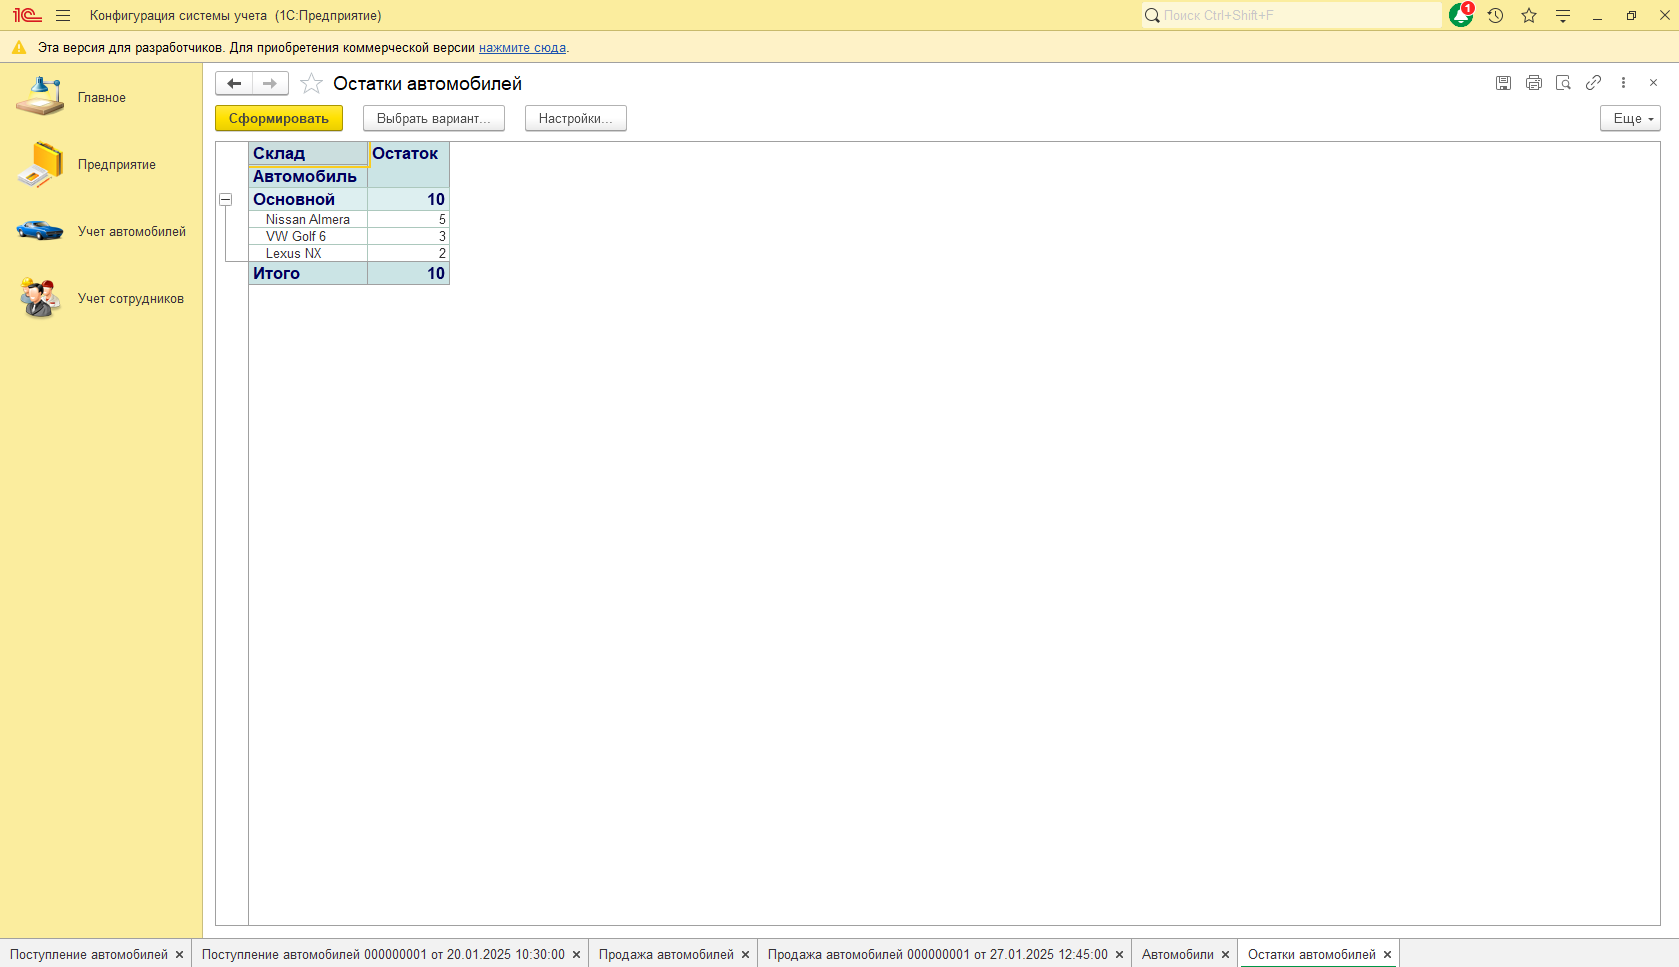 1С Конфигурация системы учета (1С:Предприятие) Поиск Ctrl+Shift+F 1
Эта версия для разработчиков. Для приобретения коммерческой версии нажмите сюда.
Главное
Предприятие
Учет автомобилей
Учет сотрудников
Остатки автомобилей
Сформировать Выбрать вариант... Настройки... Еще
Склад Остаток
Автомобиль
Основной 10
Nissan Almera 5
VW Golf 6 3
Lexus NX 2
Итого 10
Поступление автомобилей × Поступление автомобилей 000000001 от 20.01.2025 10:30:00 × Продажа автомобилей × Продажа автомобилей 000000001 от 27.01.2025 12:45:00 × Автомобили × Остатки автомобилей ×